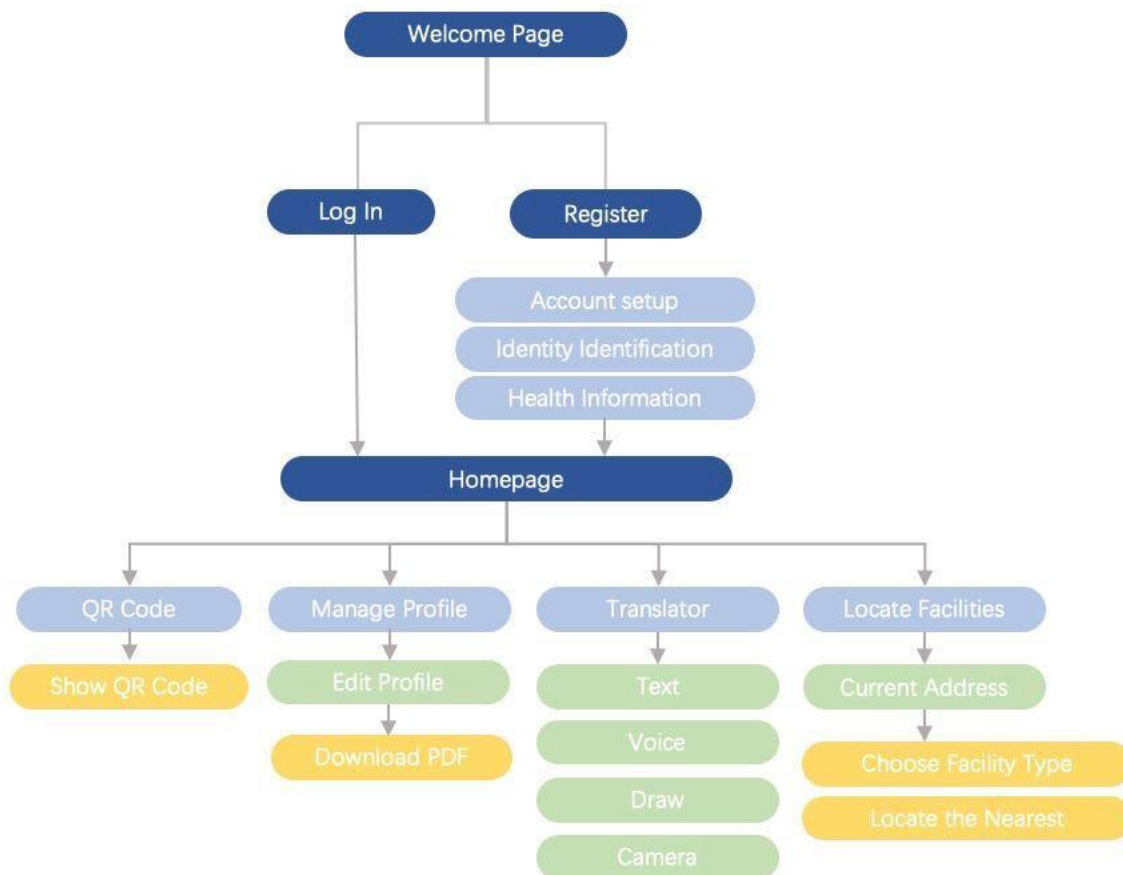 Welcome Page
Log In
Register
Account setup
Identity Identification
Health Information
Homepage
QR Code
Manage Profile
Translator
Locate Facilities
Show QR Code
Edit Profile
Text
Current Address
Download PDF
Voice
Choose Facility Type
Draw
Locate the Nearest
Camera